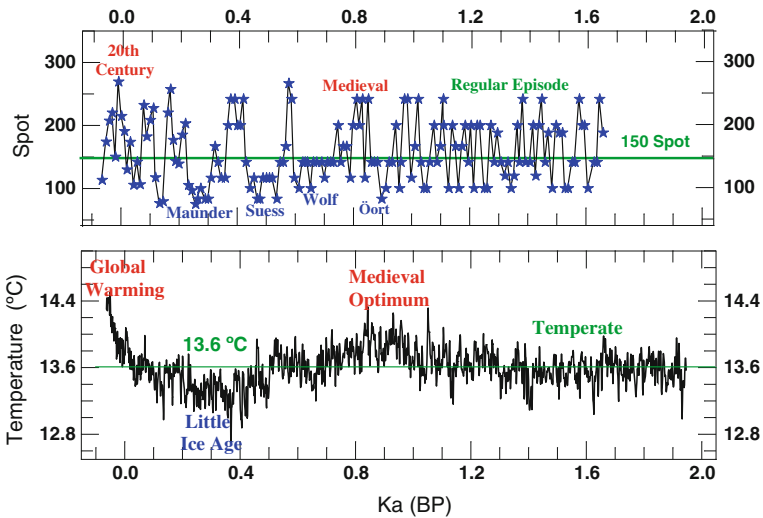 0.0 0.4 0.8 1.2 1.6 2.0
300 300
20th
Century
Medieval
Regular Episode
Spot
200 200
150 Spot
100 100
Maunder
Suess
Wolf
Öort
Global
Warming
Medieval
Optimum
14.4 14.4
Temperate
13.6 ºC
Temperature (ºC)
13.6 13.6
Little
Ice Age
12.8 12.8
0.0 0.4 0.8 1.2 1.6 2.0
Ka (BP)